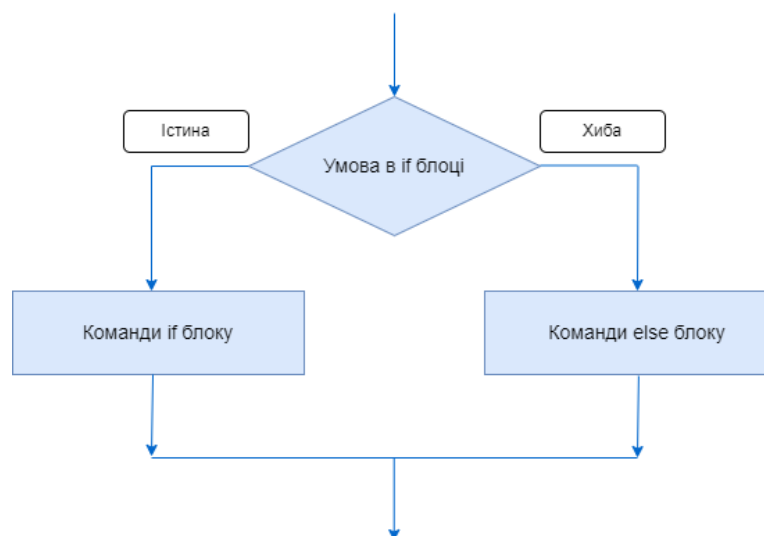 Істина
Хиба
Умова в if блоці
Команди if блоку
Команди else блоку